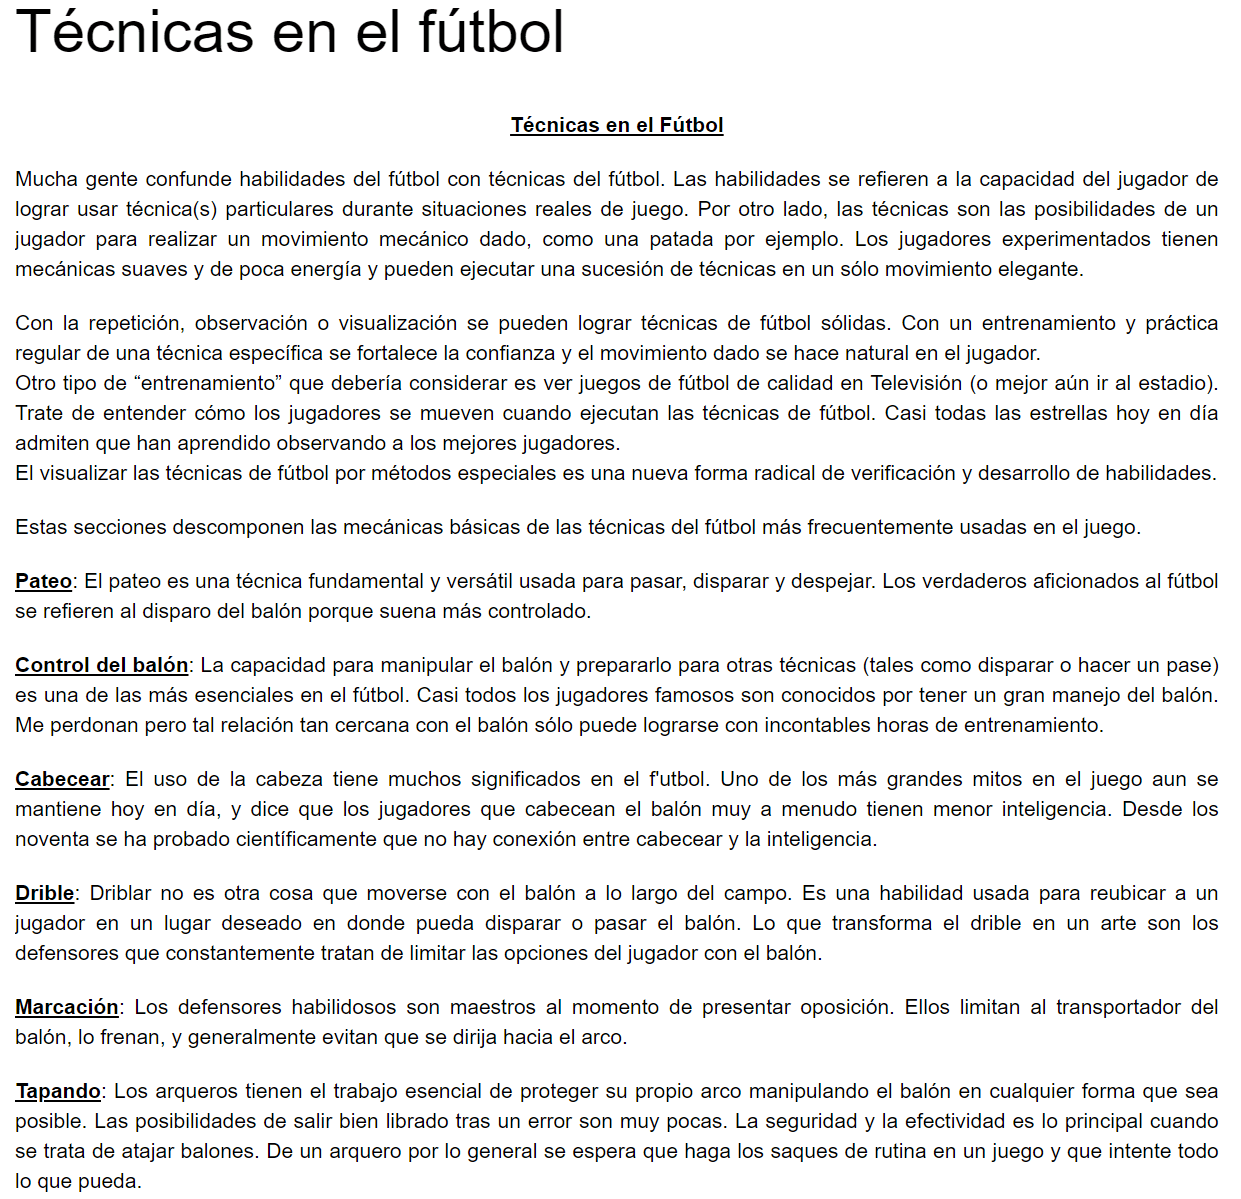 Técnicas en el fútbol
Técnicas en el Fútbol
Mucha gente confunde habilidades del fútbol con técnicas del fútbol. Las habilidades se refieren a la capacidad del jugador de
lograr usar técnica(s) particulares durante situaciones reales de juego. Por otro lado, las técnicas son las posibilidades de un
jugador para realizar un movimiento mecánico dado, como una patada por ejemplo. Los jugadores experimentados tienen
mecánicas suaves y de poca energía y pueden ejecutar una sucesión de técnicas en un sólo movimiento elegante.
Con la repetición, observación o visualización se pueden lograr técnicas de fútbol sólidas. Con un entrenamiento y práctica
regular de una técnica específica se fortalece la confianza y el movimiento dado se hace natural en el jugador.
Otro tipo de “entrenamiento” que debería considerar es ver juegos de fútbol de calidad en Televisión (o mejor aún ir al estadio).
Trate de entender cómo los jugadores se mueven cuando ejecutan las técnicas de fútbol. Casi todas las estrellas hoy en día
admiten que han aprendido observando a los mejores jugadores.
El visualizar las técnicas de fútbol por métodos especiales es una nueva forma radical de verificación y desarrollo de habilidades.
Estas secciones descomponen las mecánicas básicas de las técnicas del fútbol más frecuentemente usadas en el juego.
Pateo: El pateo es una técnica fundamental y versátil usada para pasar, disparar y despejar. Los verdaderos aficionados al fútbol
se refieren al disparo del balón porque suena más controlado.
Control del balón: La capacidad para manipular el balón y prepararlo para otras técnicas (tales como disparar o hacer un pase)
es una de las más esenciales en el fútbol. Casi todos los jugadores famosos son conocidos por tener un gran manejo del balón.
Me perdonan pero tal relación tan cercana con el balón sólo puede lograrse con incontables horas de entrenamiento.
Cabecear: El uso de la cabeza tiene muchos significados en el f'utbol. Uno de los más grandes mitos en el juego aun se
mantiene hoy en día, y dice que los jugadores que cabecean el balón muy a menudo tienen menor inteligencia. Desde los
noventa se ha probado científicamente que no hay conexión entre cabecear y la inteligencia.
Drible: Driblar no es otra cosa que moverse con el balón a lo largo del campo. Es una habilidad usada para reubicar a un
jugador en un lugar deseado en donde pueda disparar o pasar el balón. Lo que transforma el drible en un arte son los
defensores que constantemente tratan de limitar las opciones del jugador con el balón.
Marcación: Los defensores habilidosos son maestros al momento de presentar oposición. Ellos limitan al transportador del
balón, lo frenan, y generalmente evitan que se dirija hacia el arco.
Tapando: Los arqueros tienen el trabajo esencial de proteger su propio arco manipulando el balón en cualquier forma que sea
posible. Las posibilidades de salir bien librado tras un error son muy pocas. La seguridad y la efectividad es lo principal cuando
se trata de atajar balones. De un arquero por lo general se espera que haga los saques de rutina en un juego y que intente todo
lo que pueda.